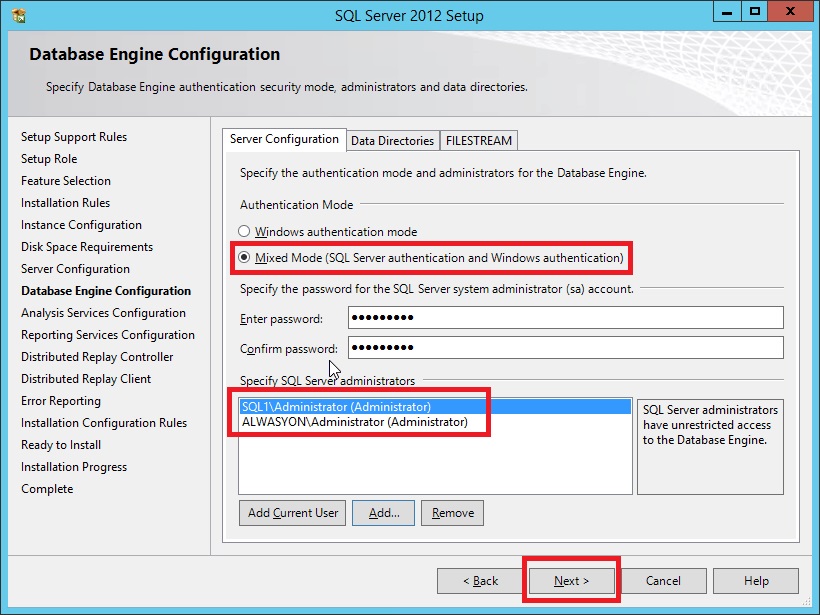 SQL Server 2012 Setup
Database Engine Configuration
Specify Database Engine authentication security mode, administrators and data directories.
Setup Support Rules
Setup Role
Feature Selection
Installation Rules
Instance Configuration
Disk Space Requirements
Server Configuration
Database Engine Configuration
Analysis Services Configuration
Reporting Services Configuration
Distributed Replay Controller
Distributed Replay Client
Error Reporting
Installation Configuration Rules
Ready to Install
Installation Progress
Complete
Server Configuration Data Directories FILESTREAM
Specify the authentication mode and administrators for the Database Engine.
Authentication Mode
Windows authentication mode
Mixed Mode (SQL Server authentication and Windows authentication)
Specify the password for the SQL Server system administrator (sa) account.
Enter password: ●●●●●●●●●
Confirm password: ●●●●●●●●●
Specify SQL Server administrators
SQL1\Administrator (Administrator)
ALWASYON\Administrator (Administrator)
SQL Server administrators
have unrestricted access
to the Database Engine.
Add Current User Add... Remove
< Back Next > Cancel Help